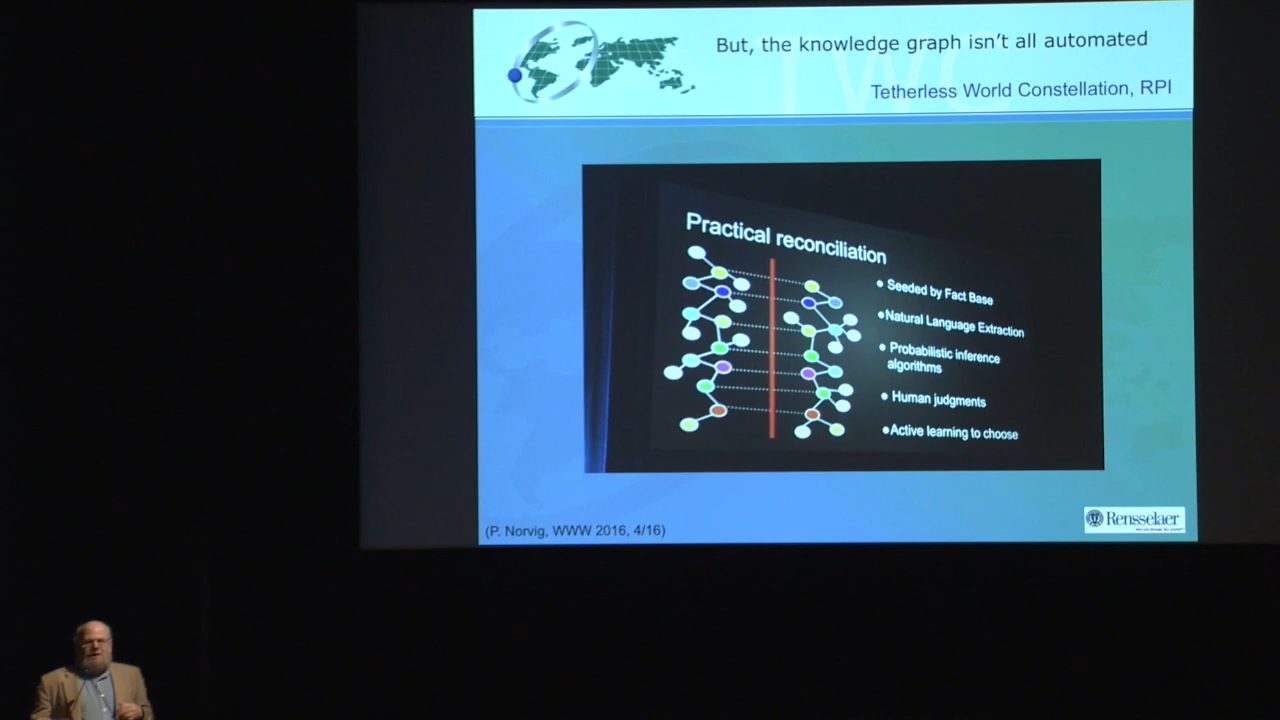 But, the knowledge graph isn't all automated
TWC
Tetherless World Constellation, RPI
Practical reconciliation
• Seeded by Fact Base
• Natural Language Extraction
• Probabilistic inference
algorithms
• Human judgments
• Active learning to choose
(P. Norvig, WWW 2016, 4/16)
Rensselaer